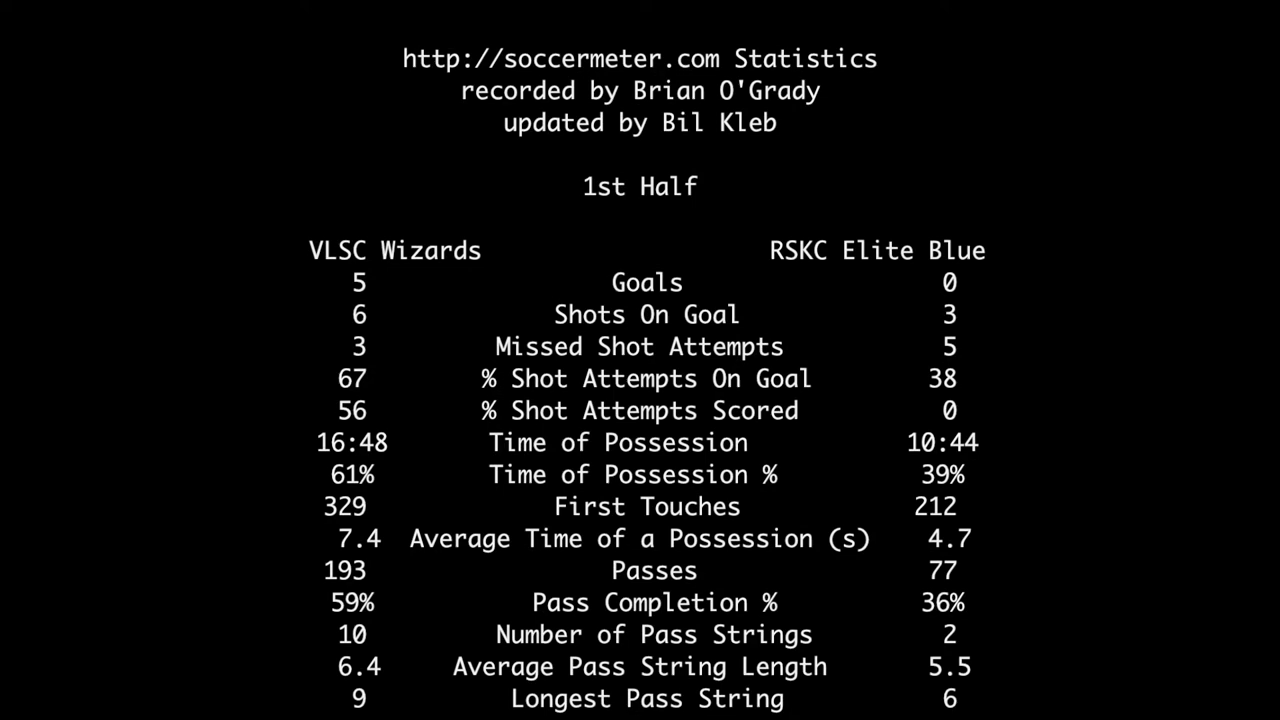 http://soccermeter.com Statistics
recorded by Brian O'Grady
updated by Bil Kleb
1st Half
VLSC Wizards RSKC Elite Blue
5 Goals 0
6 Shots On Goal 3
3 Missed Shot Attempts 5
67 % Shot Attempts On Goal 38
56 % Shot Attempts Scored 0
16:48 Time of Possession 10:44
61% Time of Possession % 39%
329 First Touches 212
7.4 Average Time of a Possession (s) 4.7
193 Passes 77
59% Pass Completion % 36%
10 Number of Pass Strings 2
6.4 Average Pass String Length 5.5
9 Longest Pass String 6